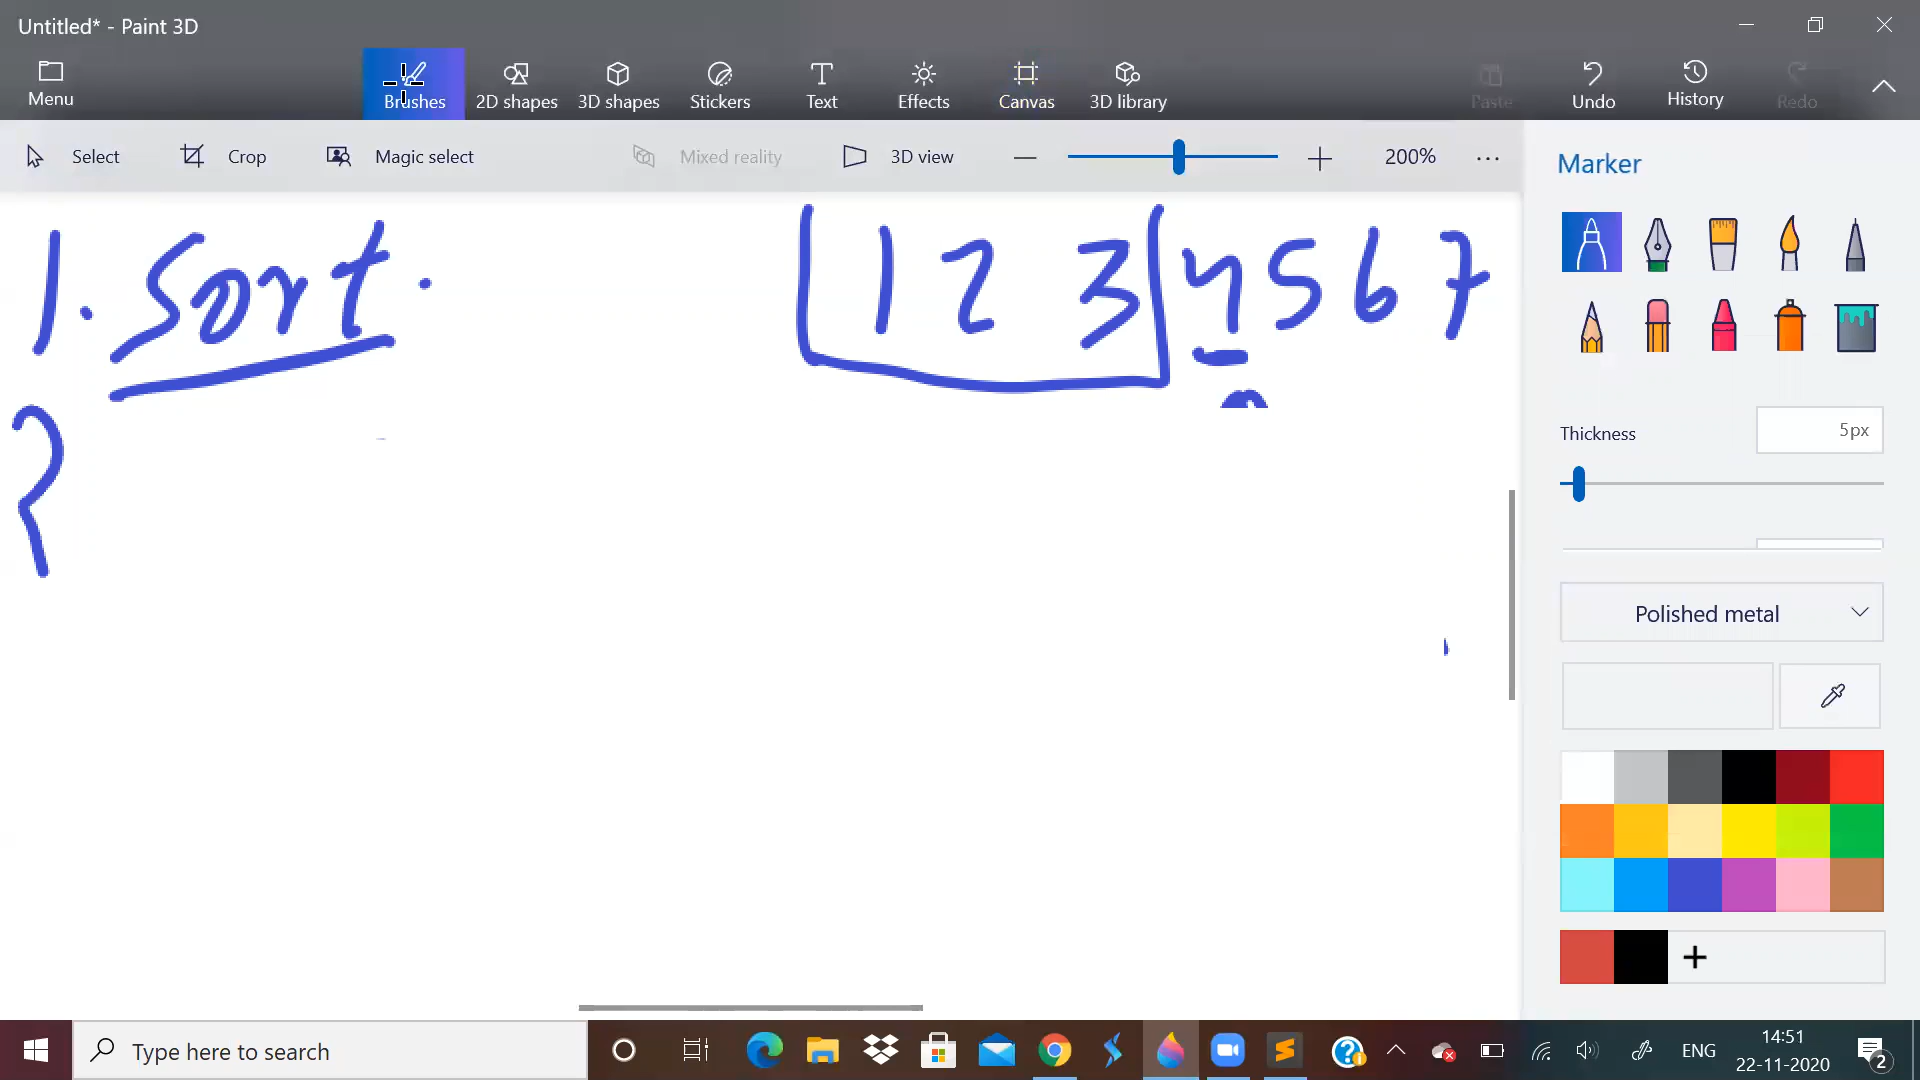 Untitled* - Paint 3D
Menu
Brushes
2D shapes
3D shapes
Stickers
Text
Effects
Canvas
3D library
Paste
Undo
History
Redo
Select
Crop
Magic select
Mixed reality
3D view
200%
Marker
1. Sort.
1 2 3 4 5 6 7
2
Thickness
5px
Polished metal
Type here to search
ENG
14:51
22-11-2020
2